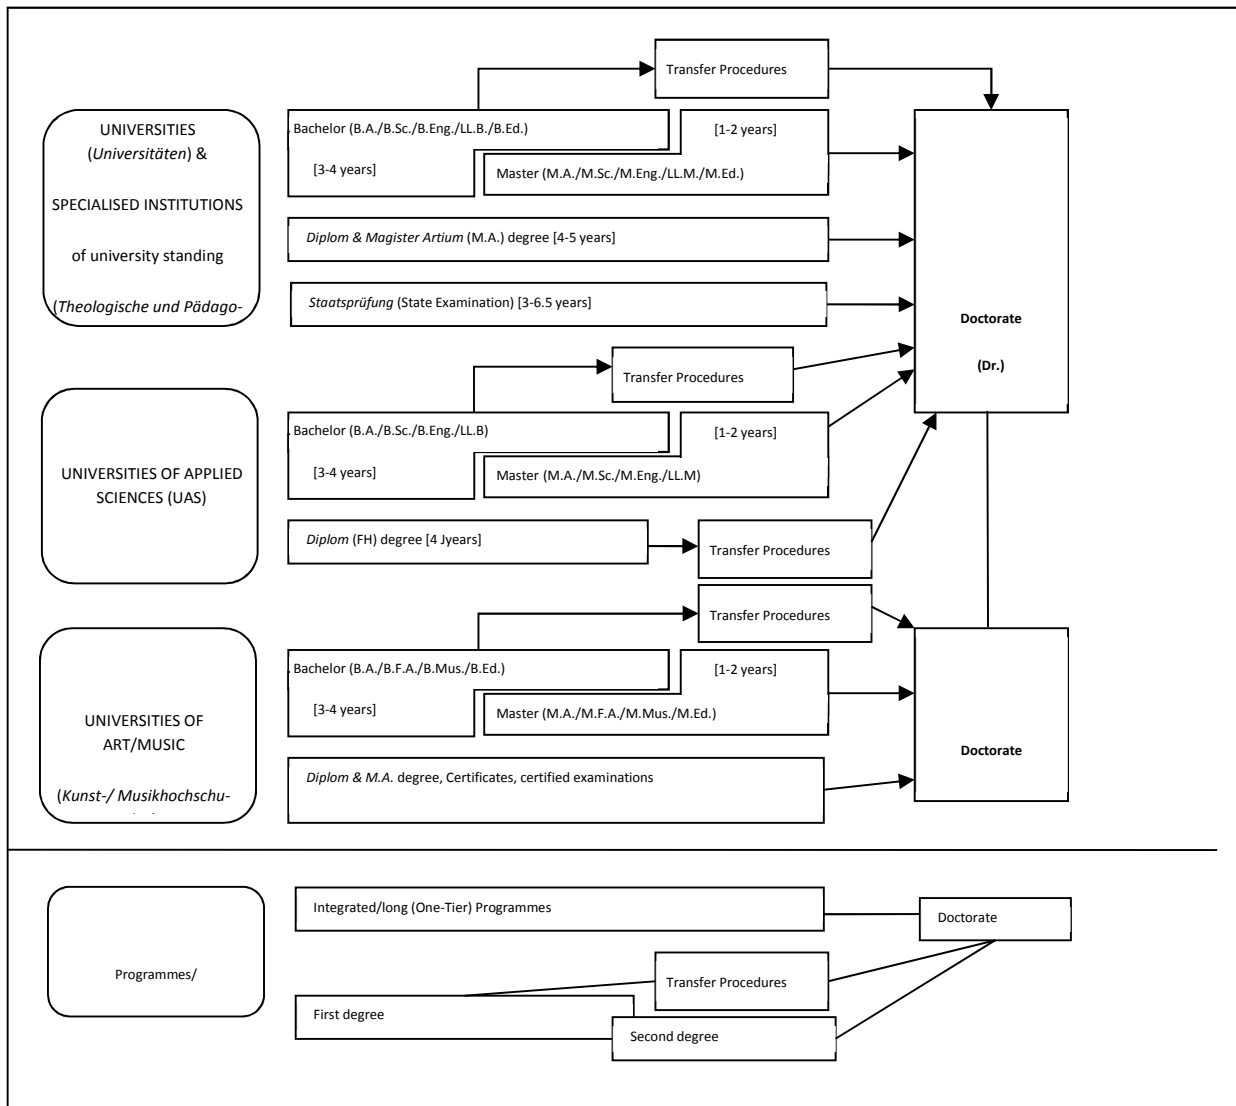 Transfer Procedures
UNIVERSITIES
(Universitäten) &
SPECIALISED INSTITUTIONS
of university standing
(Theologische und Pädago-
. Bachelor (B.A./B.Sc./B.Eng./LL.B./B.Ed.)
[3-4 years]
[1-2 years]
Master (M.A./M.Sc./M.Eng./LL.M./M.Ed.)
Diplom & Magister Artium (M.A.) degree [4-5 years]
Staatsprüfung (State Examination) [3-6.5 years]
Doctorate
(Dr.)
Transfer Procedures
UNIVERSITIES OF APPLIED
SCIENCES (UAS)
. Bachelor (B.A./B.Sc./B.Eng./LL.B)
[3-4 years]
[1-2 years]
Master (M.A./M.Sc./M.Eng./LL.M)
Diplom (FH) degree [4 Jyears]
Transfer Procedures
Transfer Procedures
UNIVERSITIES OF
ART/MUSIC
(Kunst-/ Musikhochschu-
. Bachelor (B.A./B.F.A./B.Mus./B.Ed.)
[3-4 years]
[1-2 years]
Master (M.A./M.F.A./M.Mus./M.Ed.)
Diplom & M.A. degree, Certificates, certified examinations
Doctorate
Programmes/
Integrated/long (One-Tier) Programmes
Doctorate
Transfer Procedures
First degree
Second degree